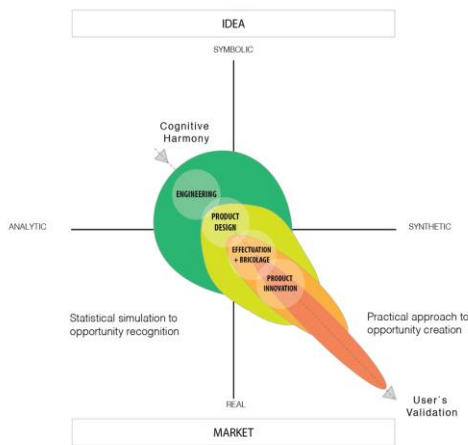 IDEA
SYMBOLIC
Cognitive
Harmony
ENGINEERING
PRODUCT
DESIGN
ANALYTIC
SYNTHETIC
EFFECTUATION
+ BRICOLAGE
PRODUCT
INNOVATION
Statistical simulation to
opportunity recognition
Practical approach to
opportunity creation
REAL
User´s
Validation
MARKET